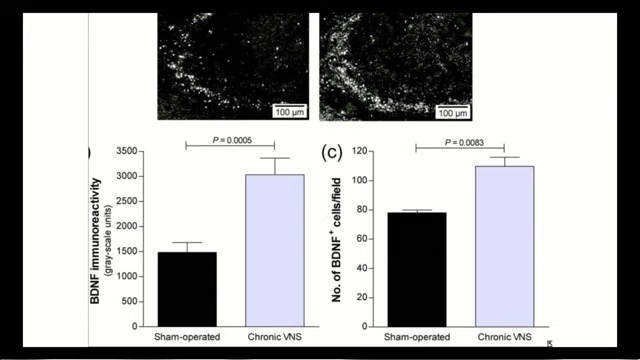 100 µm
100 µm
)
P = 0.0005
BDNF immunoreactivity
(gray-scale units)
3500
3000
2500
2000
1500
1000
500
0
Sham-operated
Chronic VNS
(c)
P = 0.0083
No. of BDNF+ cells/field
120
100
80
60
40
20
0
Sham-operated
Chronic VNS